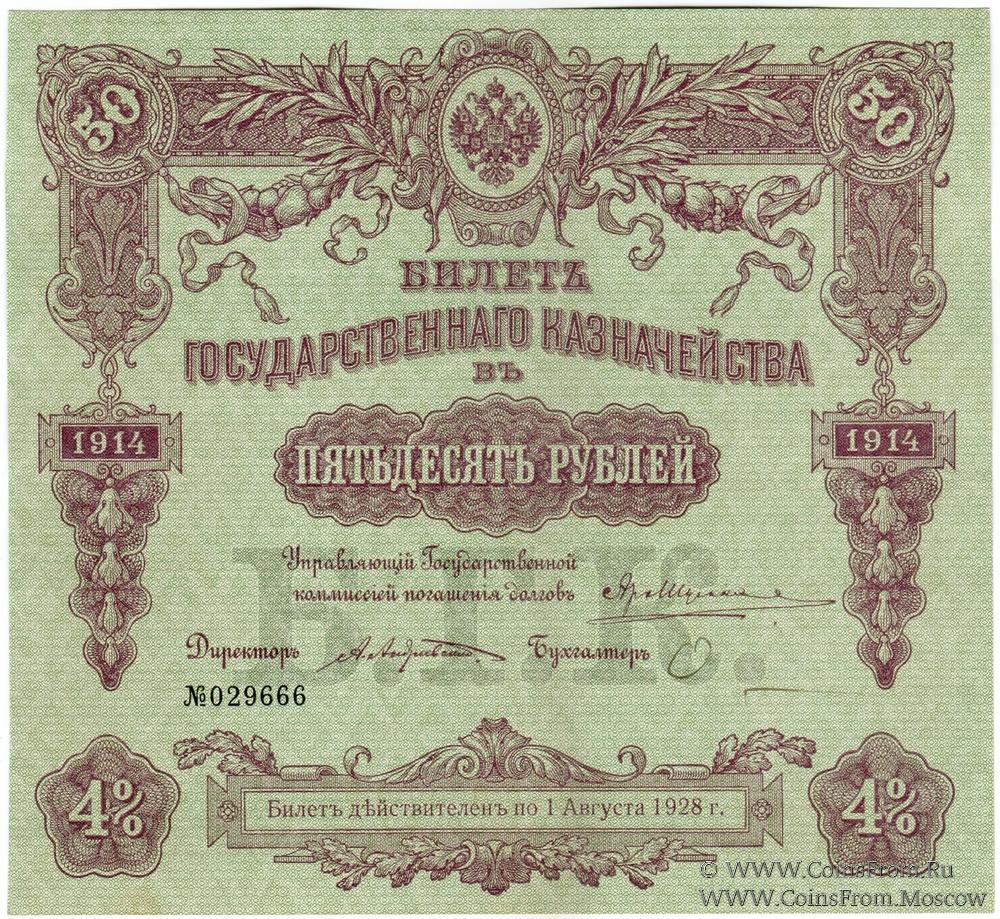 50 50
БИЛЕТЪ
ГОСУДАРСТВЕННАГО КАЗНАЧЕЙСТВА
ВЪ
1914 1914
ПЯТЬДЕСЯТЪ РУБЛЕЙ
Управляющій Государственной
коммиссіей погашенія долговъ
Директоръ Бухгалтеръ
№029666
4% 4%
Билетъ дѣйствителенъ по 1 Августа 1928 г.
© WWW.CoinsFrom.Ru
WWW.CoinsFrom.Moscow